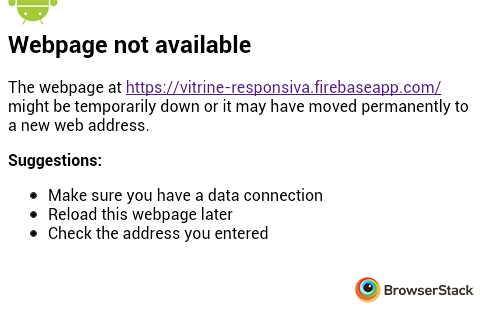 Webpage not available
The webpage at https://vitrine-responsiva.firebaseapp.com/
might be temporarily down or it may have moved permanently to
a new web address.
Suggestions:
Make sure you have a data connection
Reload this webpage later
Check the address you entered
BrowserStack